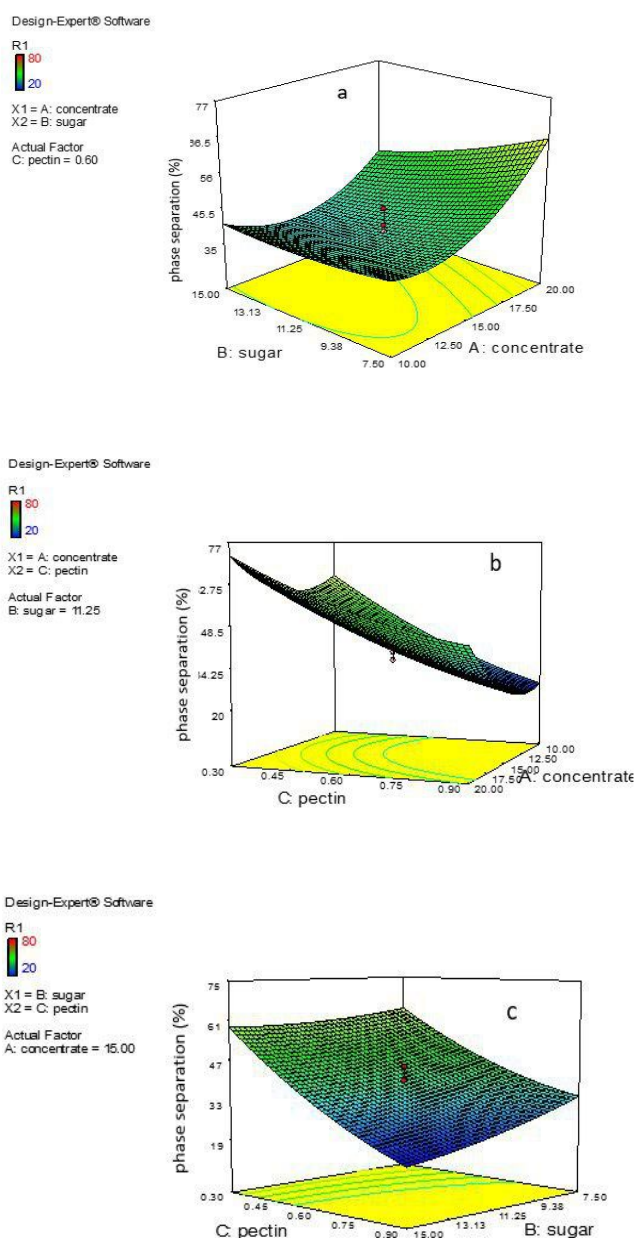 Design-Expert® Software
R1
80
20
X1 = A: concentrate
X2 = B: sugar
Actual Factor
C: pectin = 0.60
a
77
56
45.5
35
phase separation (%)
15.00
13.13
11.25
9.38
7.50
B: sugar
10.00
12.50
15.00
17.50
20.00
A: concentrate
Design-Expert® Software
R1
80
20
X1 = A: concentrate
X2 = C: pectin
Actual Factor
B: sugar = 11.25
b
77
2.75
48.5
4.25
20
phase separation (%)
0.30
0.45
0.60
0.75
0.90
C: pectin
20.00
17.50
15.00
12.50
10.00
A: concentrate
Design-Expert® Software
R1
80
20
X1 = B: sugar
X2 = C: pectin
Actual Factor
A: concentrate = 15.00
c
75
61
47
33
19
phase separation (%)
0.30
0.45
0.60
0.75
0.90
C: pectin
15.00
13.13
11.25
9.38
7.50
B: sugar